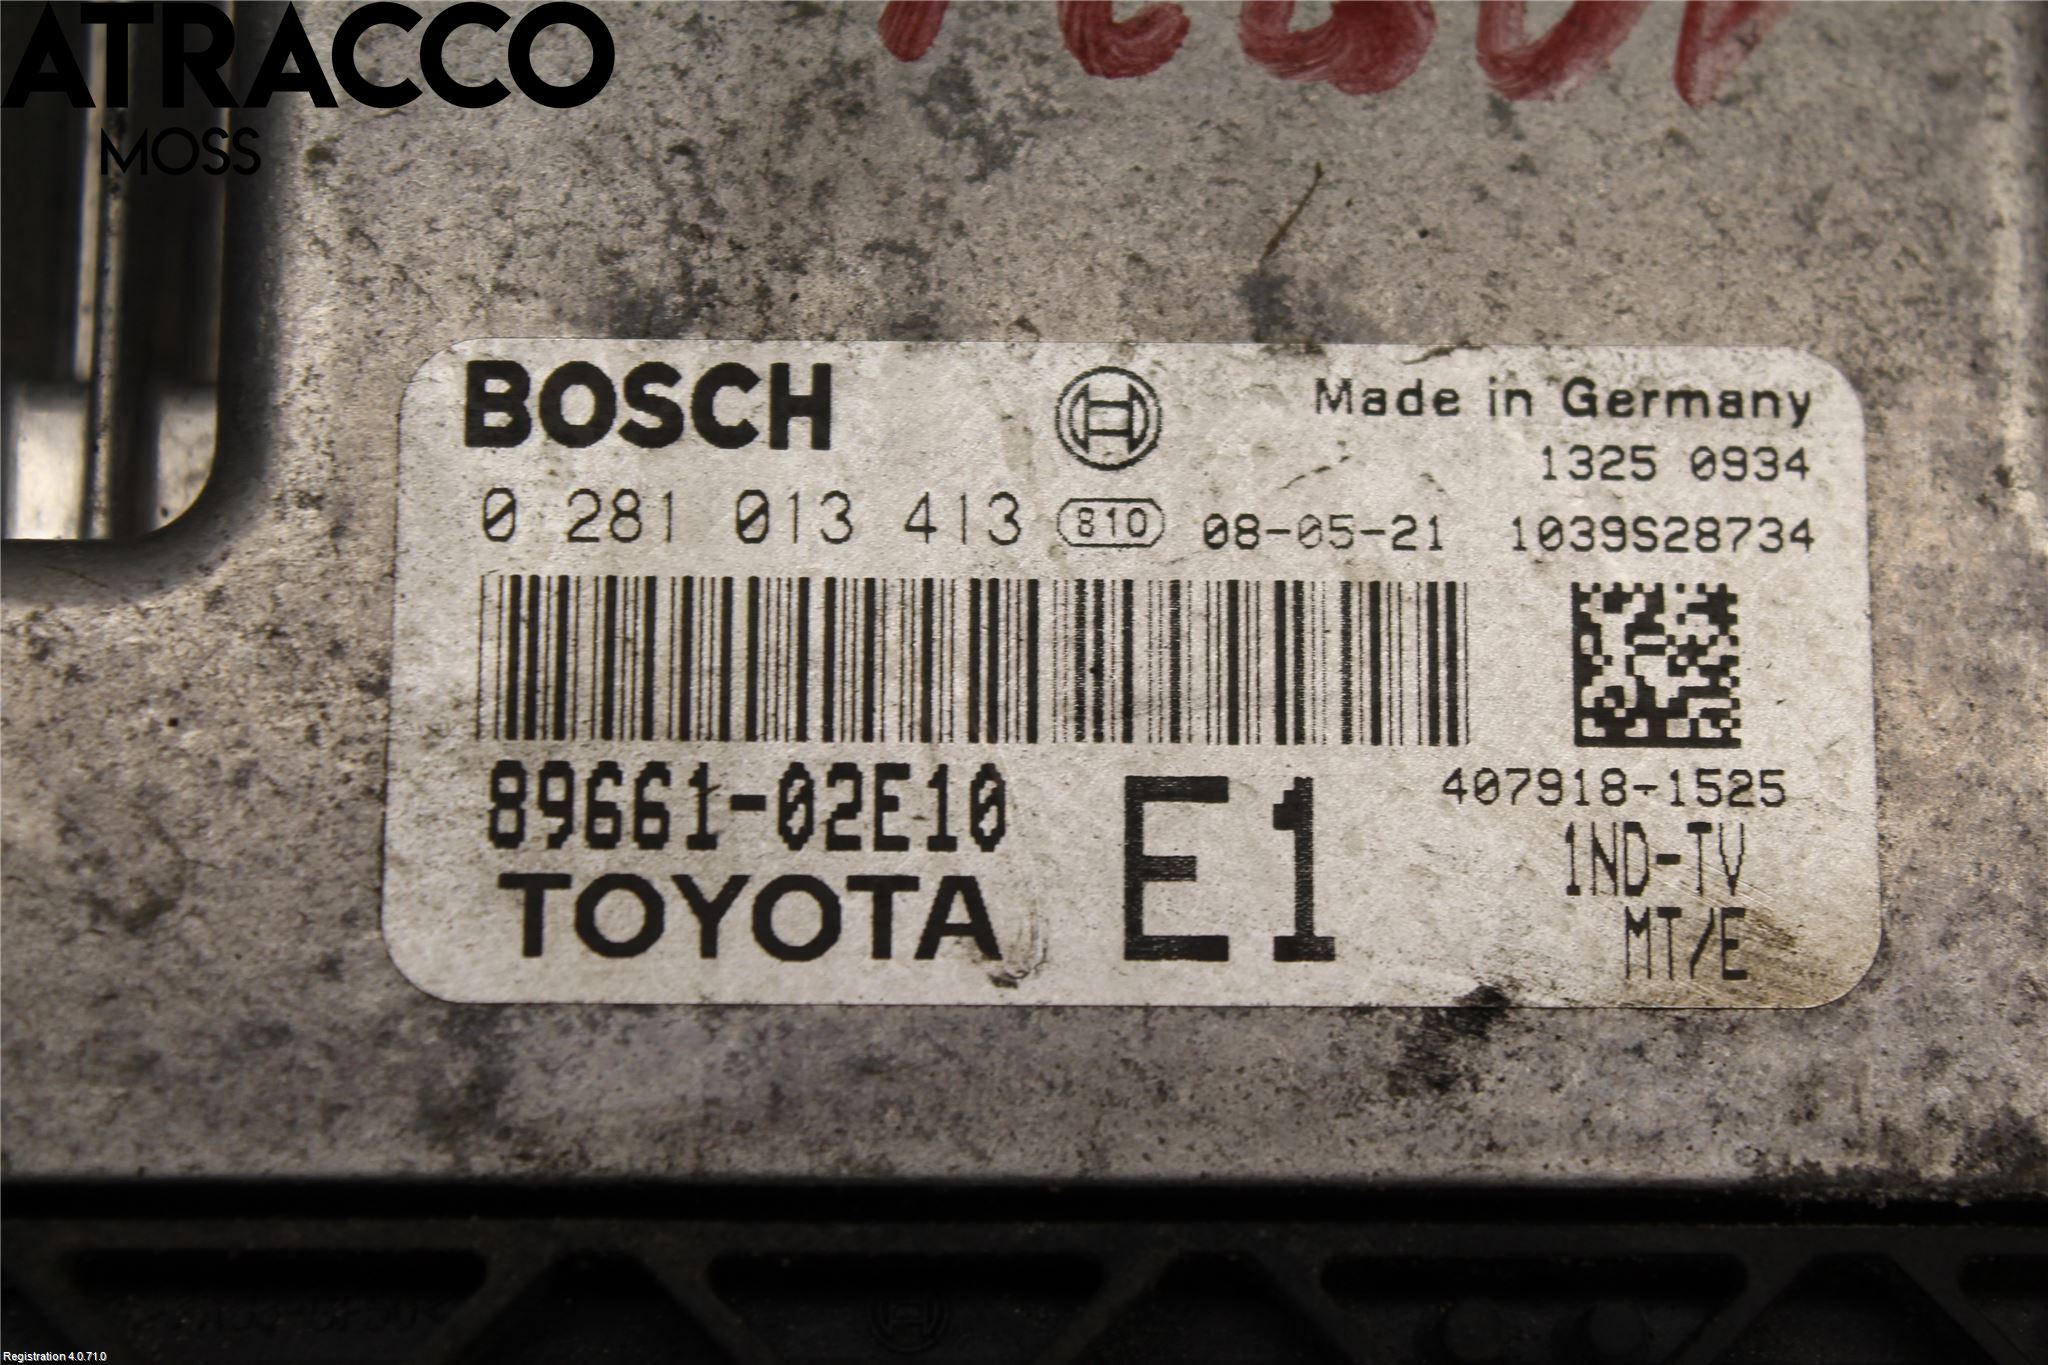 ATRACCO
MOSS
BOSCH
Made in Germany
1325 0934
0 281 013 413 810 08-05-21 1039S28734
89661-02E10
TOYOTA
E1
407918-1525
1ND-TV
MT/E
Registration 4.0.71.0